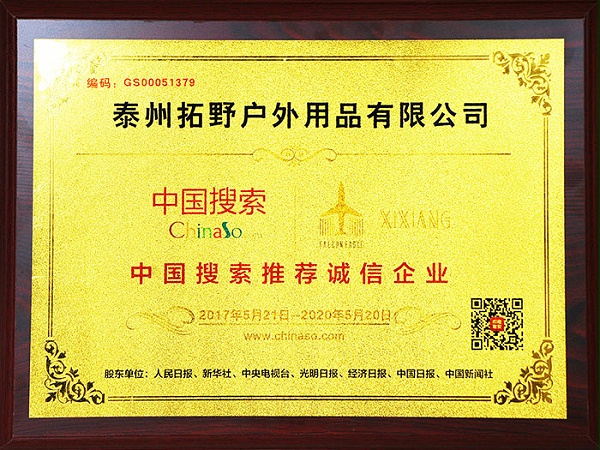 编码：GS00051379
泰州拓野户外用品有限公司
中国搜索
ChinaSo.com
XIXIANG
FALCON EAGLE
中国搜索推荐诚信企业
2017年5月21日--2020年5月20日
www.chinaso.com
股东单位：人民日报、新华社、中央电视台、光明日报、经济日报、中国日报、中国新闻社